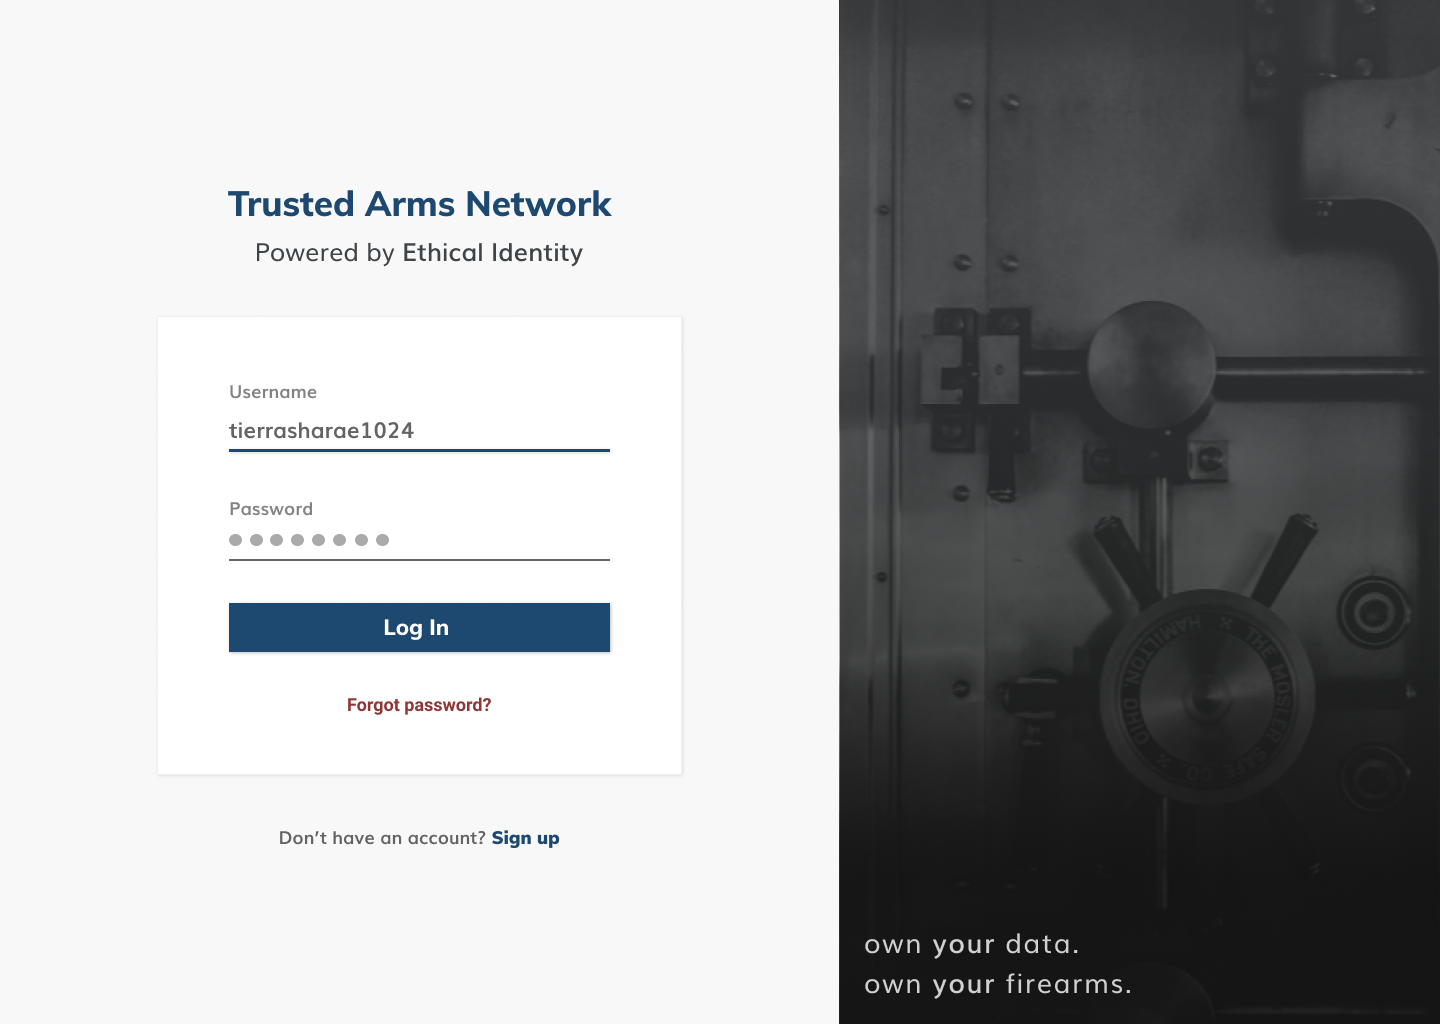 Trusted Arms Network
Powered by Ethical Identity
Username
tierrasharae1024
Password
Log In
Forgot password?
Don't have an account? Sign up
HAMILTON, OHIO ✕ THE MOSLER SAFE CO. ✕
own your data.
own your firearms.